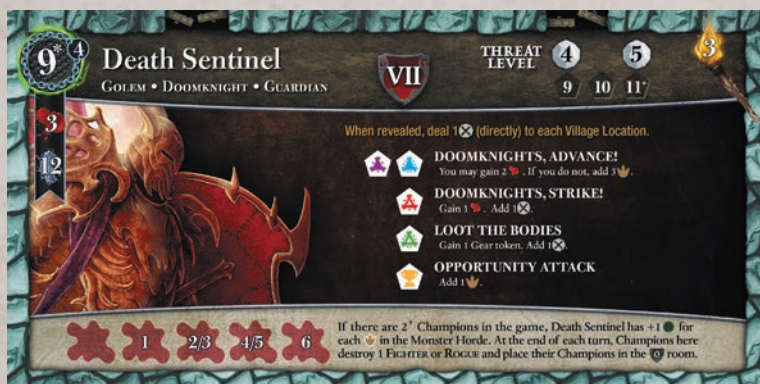 9* 4
Death Sentinel
GOLEM • DOOMKNIGHT • GUARDIAN
VII
THREAT LEVEL 4 5
9 10 11+
3
3
12
When revealed, deal 1 (directly) to each Village Location.
DOOMKNIGHTS, ADVANCE!
You may gain 2 . If you do not, add 3 .
DOOMKNIGHTS, STRIKE!
Gain 1 . Add 1 .
LOOT THE BODIES
Gain 1 Gear token. Add 1 .
OPPORTUNITY ATTACK
Add 1 .
1 2/3 4/5 6
If there are 2+ Champions in the game, Death Sentinel has +1 for
each in the Monster Horde. At the end of each turn, Champions here
destroy 1 FIGHTER or ROGUE and place their Champions in the 0 room.